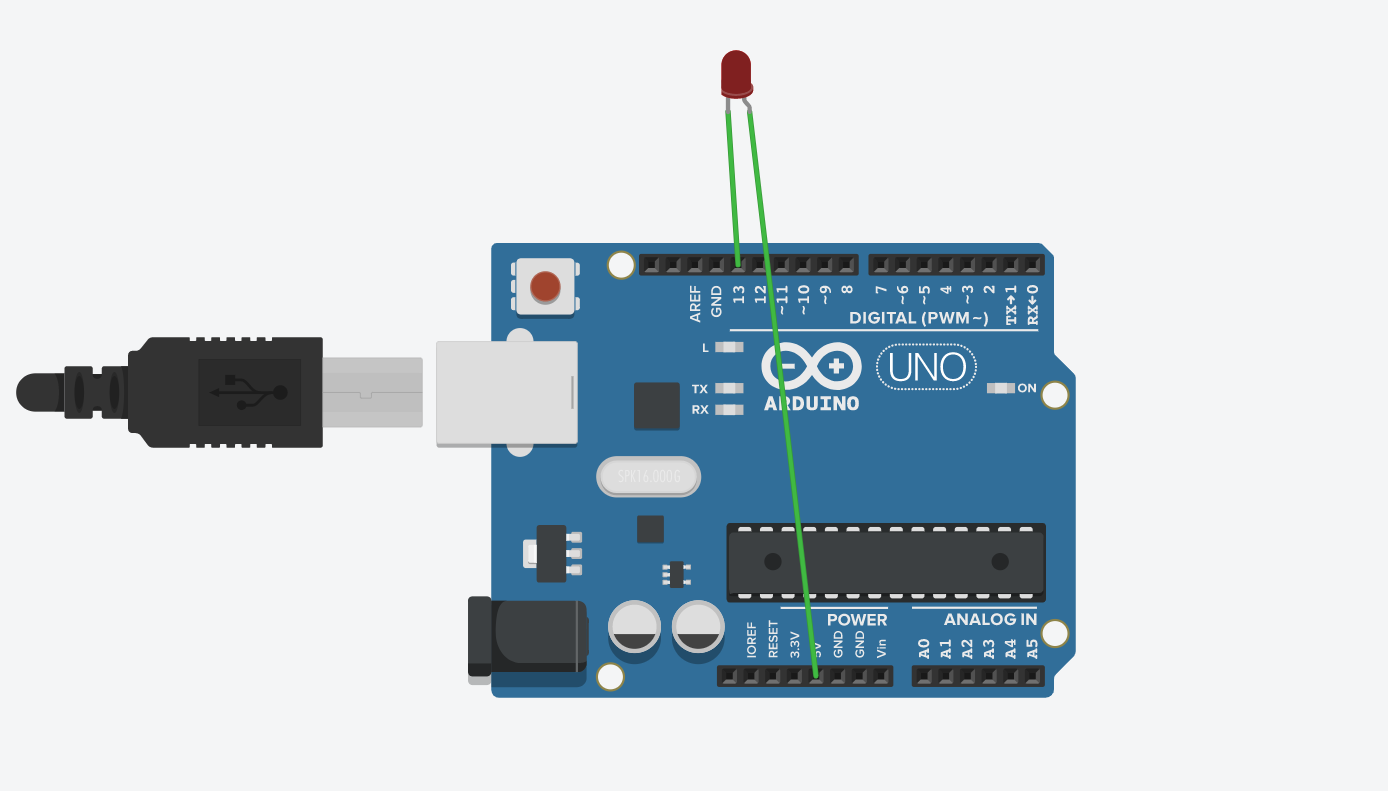 AREF
GND
13
12
~11
~10
~9
8
7
~6
~5
4
~3
2
TX→1
RX←0
DIGITAL (PWM~)
L
TX
RX
ARDUINO
UNO
ON
SPK16.000G
POWER
ANALOG IN
IOREF
RESET
3.3V
5V
GND
GND
Vin
A0
A1
A2
A3
A4
A5